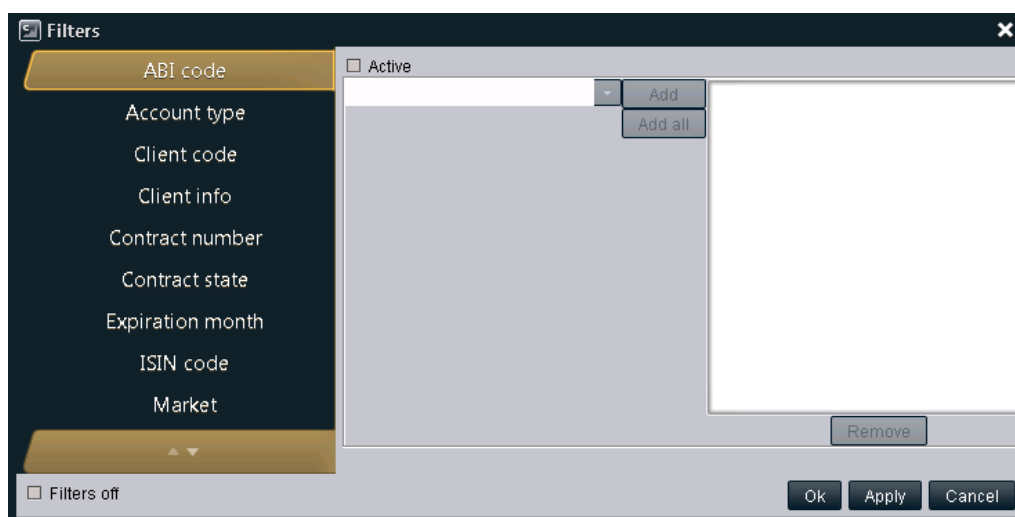 Filters
ABI code
Account type
Client code
Client info
Contract number
Contract state
Expiration month
ISIN code
Market
Active
Add
Add all
Remove
Filters off
Ok Apply Cancel